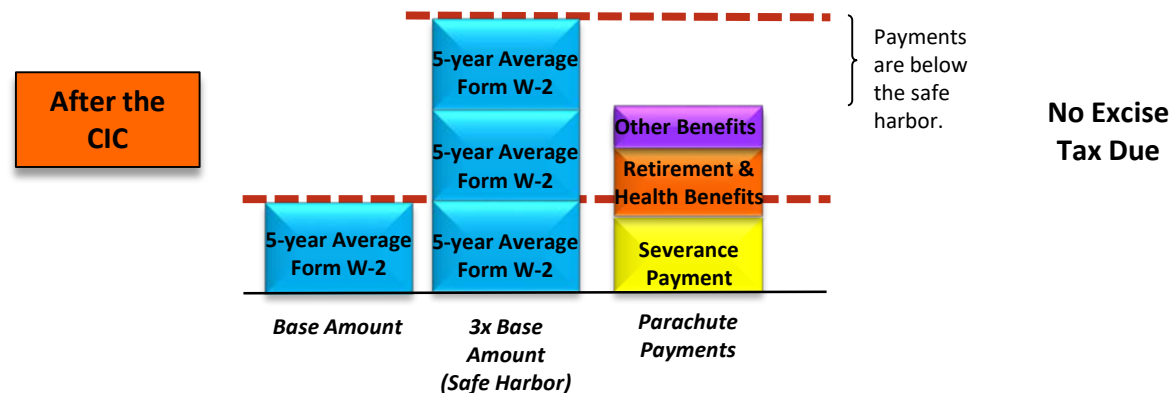 After the
CIC
5-year Average
Form W-2
5-year Average
Form W-2
5-year Average
Form W-2
5-year Average
Form W-2
Other Benefits
Retirement &
Health Benefits
Severance
Payment
Payments
are below
the safe
harbor.
No Excise
Tax Due
Base Amount
3x Base
Amount
(Safe Harbor)
Parachute
Payments